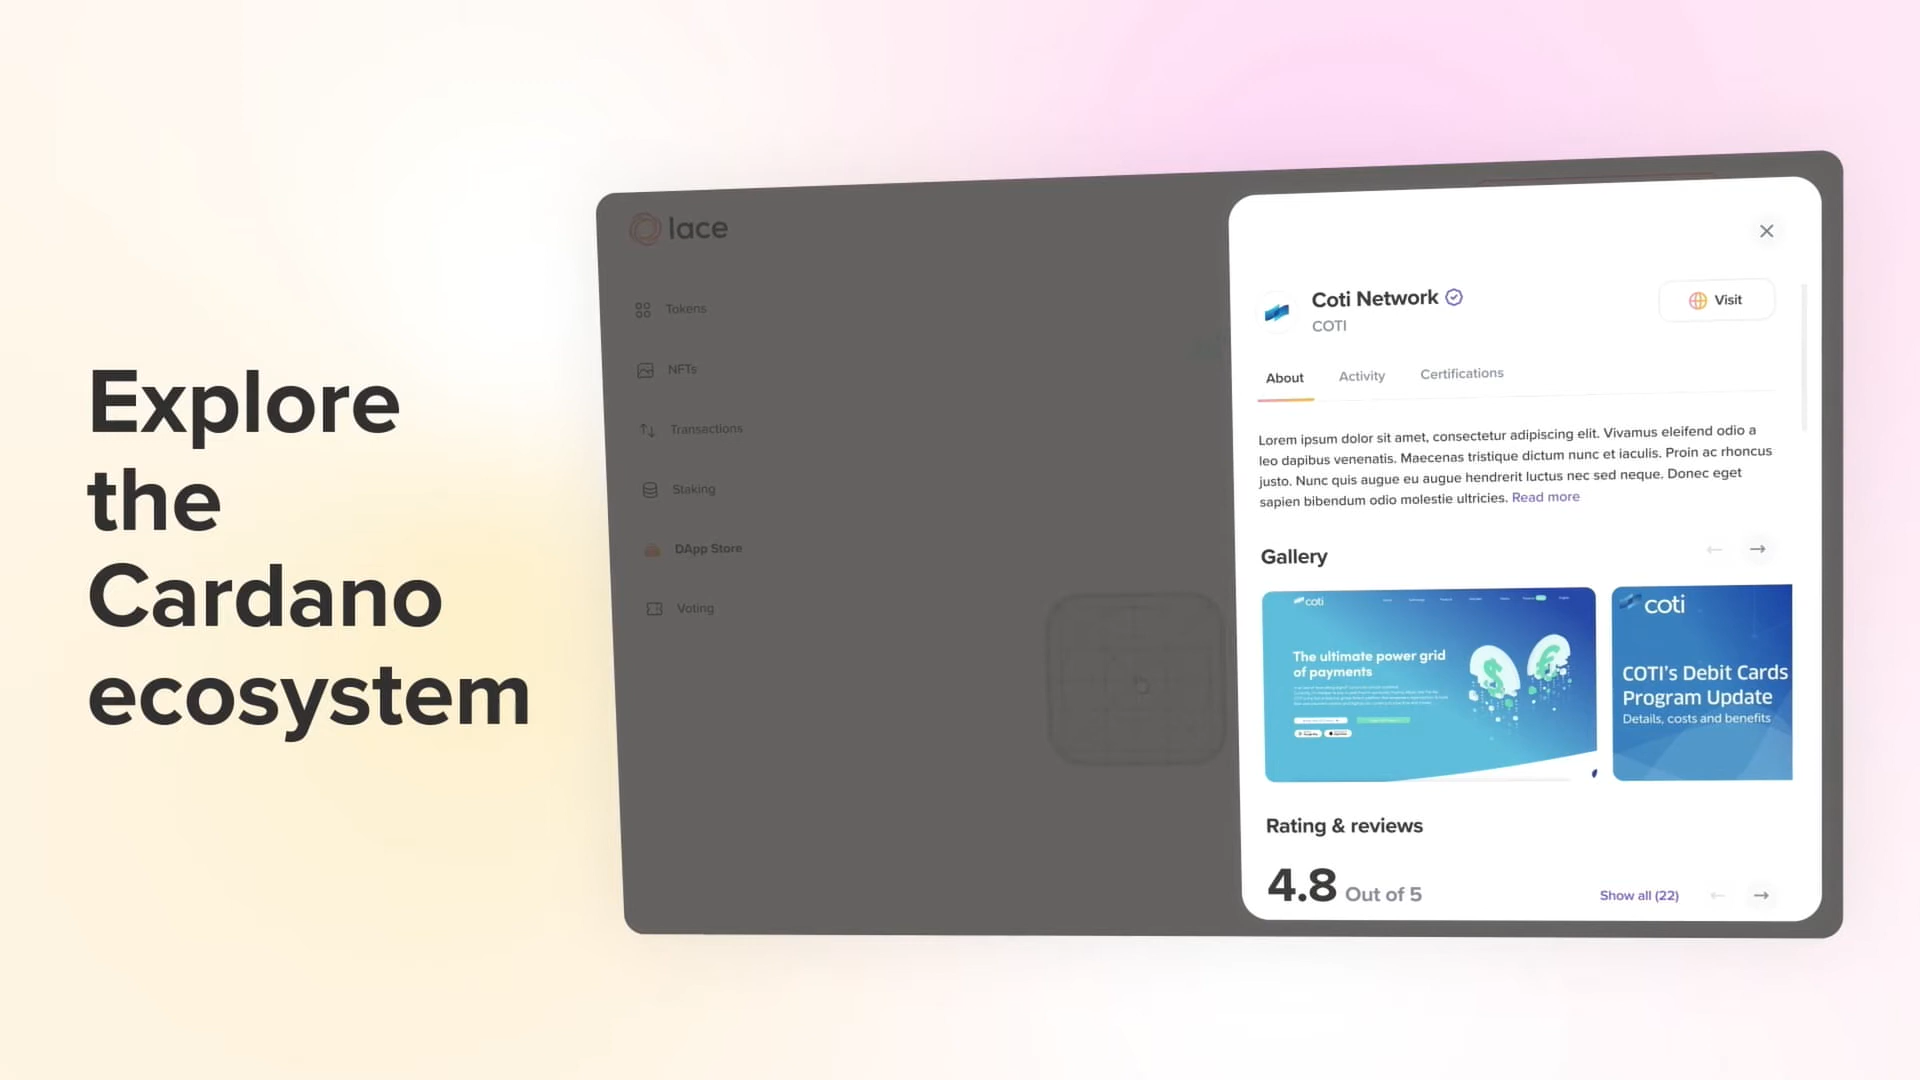 Explore
the
Cardano
ecosystem
lace
Tokens
NFTs
Transactions
Staking
DApp Store
Voting
Coti Network
COTI
Visit
About
Activity
Certifications
Lorem ipsum dolor sit amet, consectetur adipiscing elit. Vivamus eleifend odio a
leo dapibus venenatis. Maecenas tristique dictum nunc et iaculis. Proin ac rhoncus
justo. Nunc quis augue eu augue hendrerit luctus nec sed neque. Donec eget
sapien bibendum odio molestie ultricies. Read more
Gallery
coti
The ultimate power grid
of payments
coti
COTI's Debit Cards
Program Update
Details, costs and benefits
Rating & reviews
4.8 Out of 5
Show all (22)